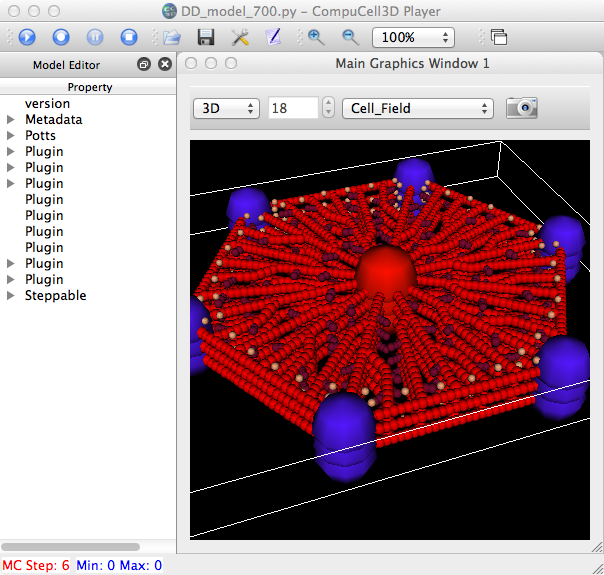 DD_model_700.py - CompuCell3D Player
100%
Model Editor
Main Graphics Window 1
Property
3D
18
Cell_Field
version
Metadata
Potts
Plugin
Plugin
Plugin
Plugin
Plugin
Plugin
Plugin
Plugin
Plugin
Steppable
MC Step: 6 Min: 0 Max: 0